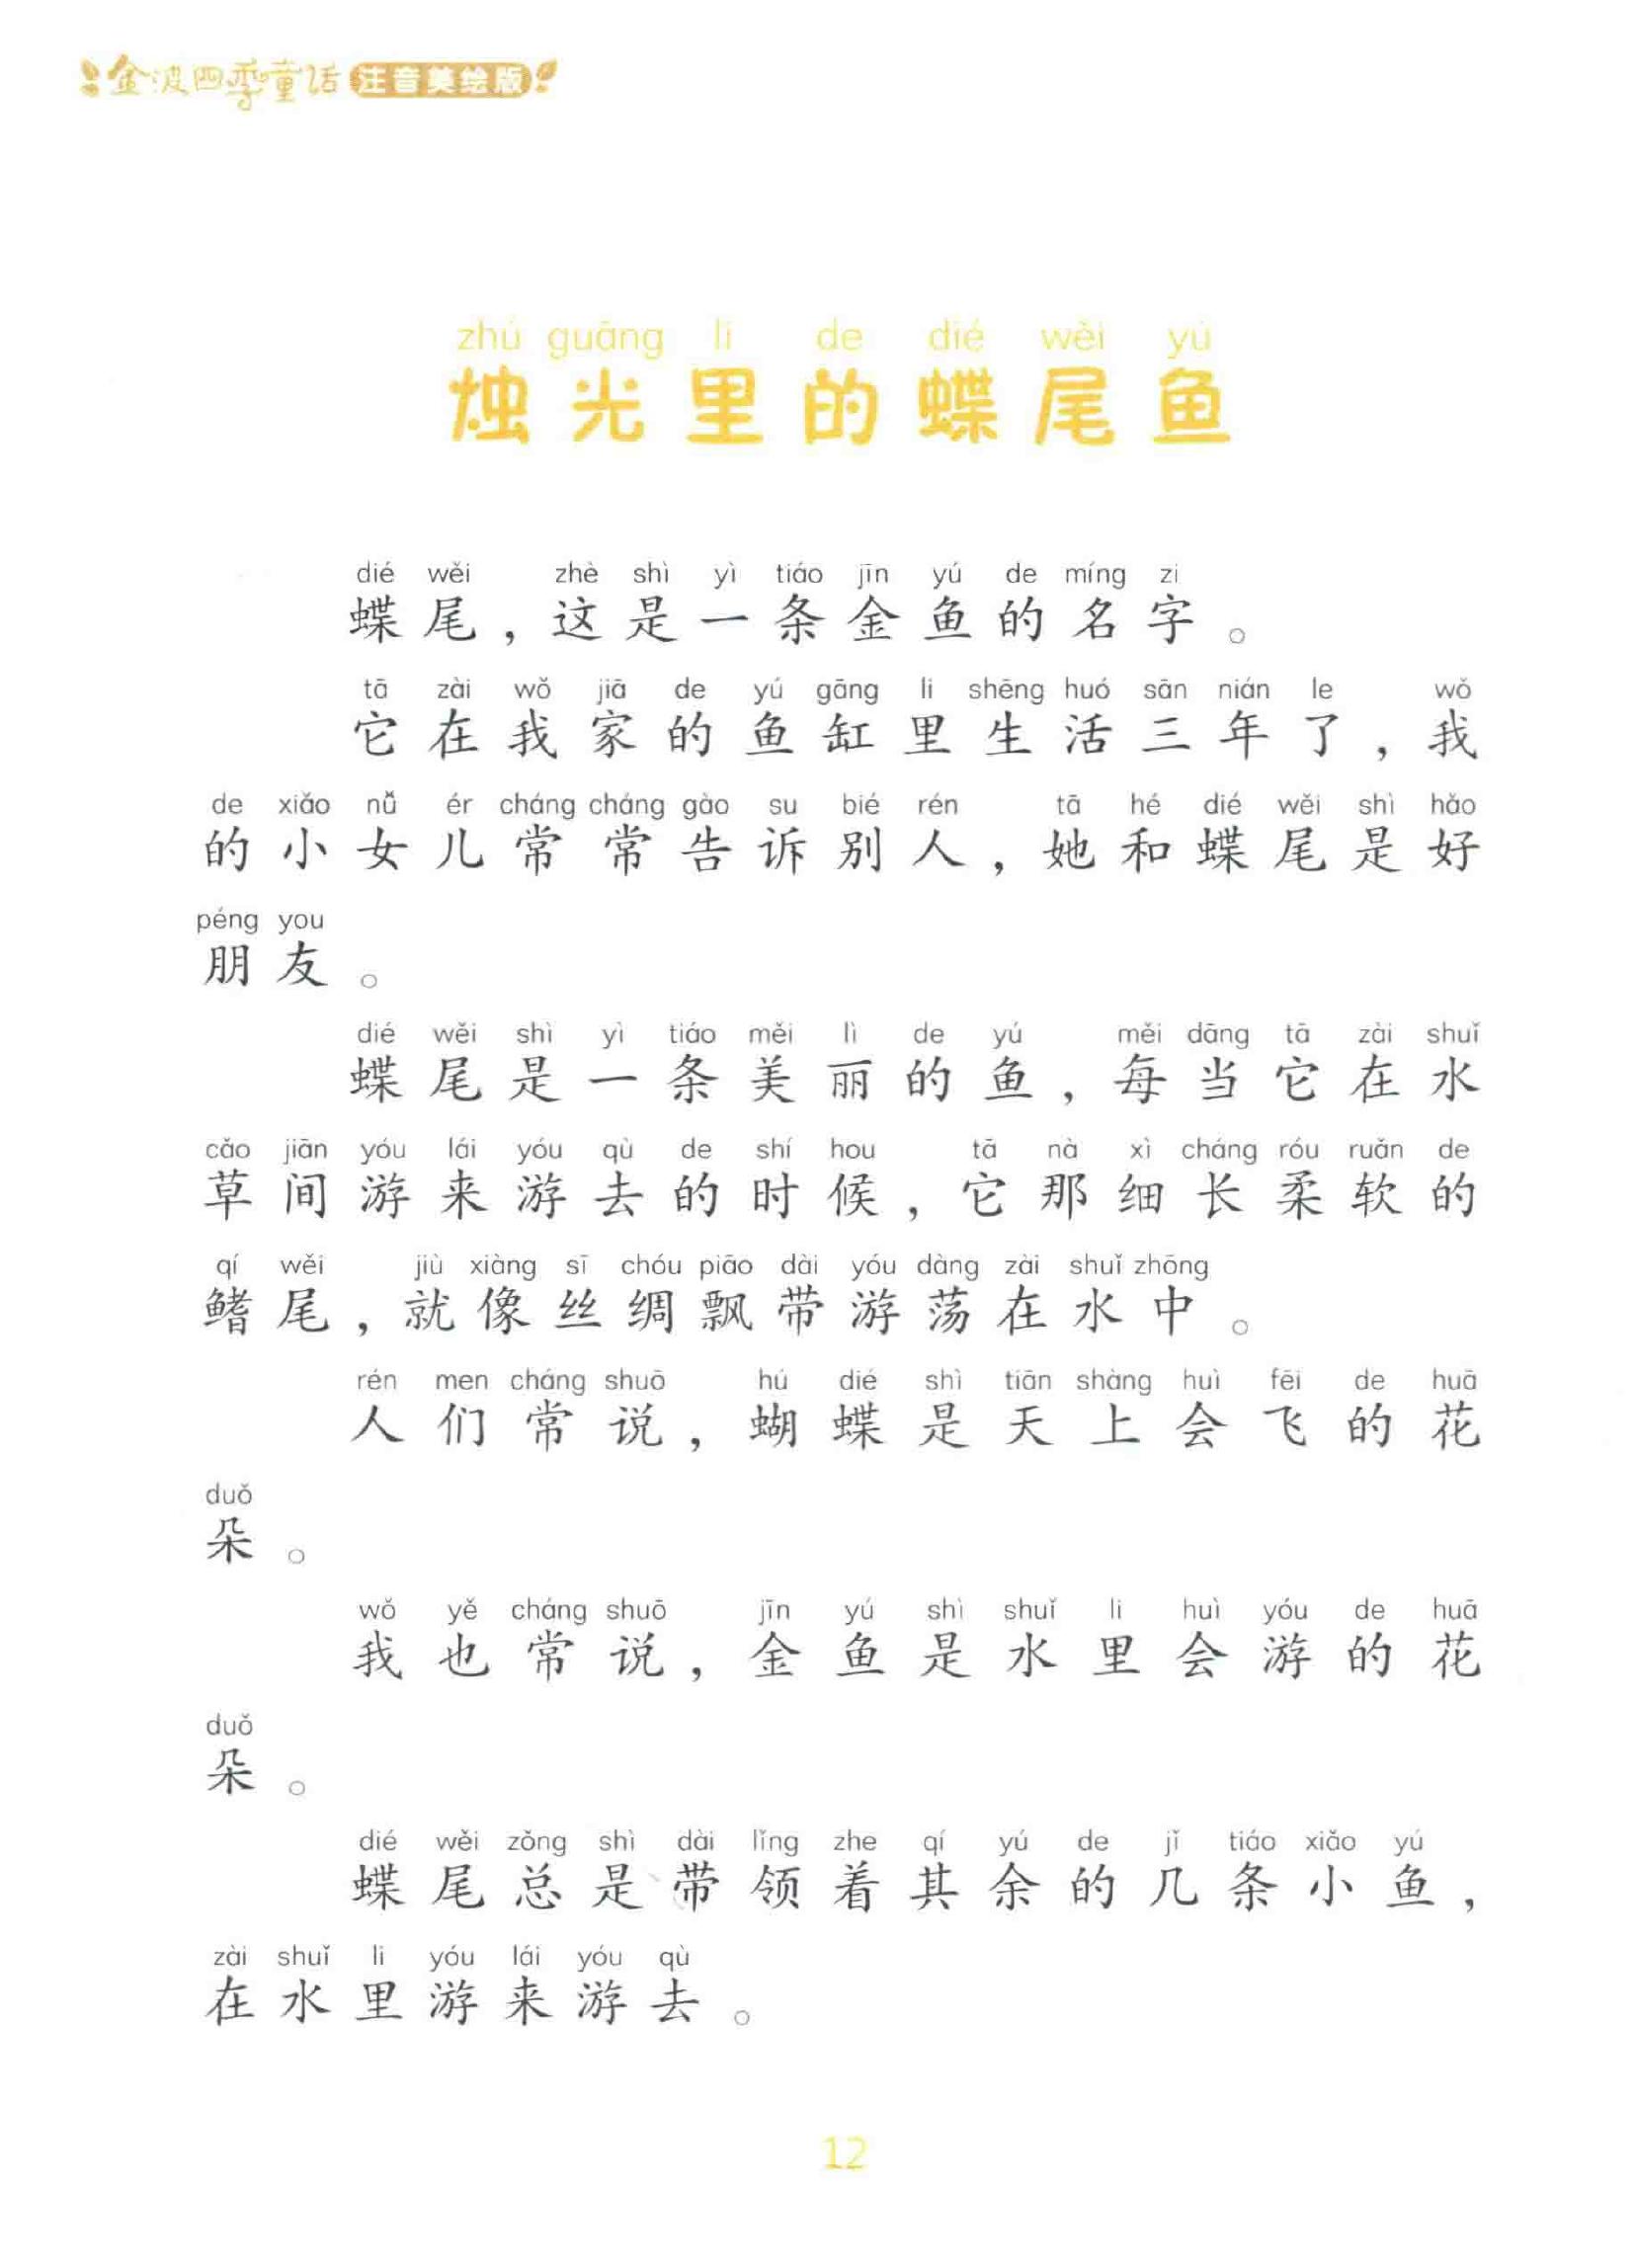 金波四季童话 注音美绘版
zhú guāng li de dié wěi yú
烛光里的蝶尾鱼
dié wěi zhè shì yì tiáo jīn yú de míng zi
蝶尾，这是一条金鱼的名字。
tā zài wǒ jiā de yú gāng li shēng huó sān nián le wǒ
它在我家的鱼缸里生活三年了，我
de xiǎo nǚ ér cháng cháng gào su bié rén tā hé dié wěi shì hǎo
的小女儿常常告诉别人，她和蝶尾是好
péng you
朋友。
dié wěi shì yì tiáo měi lì de yú měi dāng tā zài shuǐ
蝶尾是一条美丽的鱼，每当它在水
cǎo jiān yóu lái yóu qù de shí hou tā nà xì cháng róu ruǎn de
草间游来游去的时候，它那细长柔软的
qí wěi jiù xiàng sī chóu piāo dài yóu dàng zài shuǐ zhōng
鳍尾，就像丝绸飘带游荡在水中。
rén men cháng shuō hú dié shì tiān shàng huì fēi de huā
人们常说，蝴蝶是天上会飞的花
duǒ
朵。
wǒ yě cháng shuō jīn yú shì shuǐ li huì yóu de huā
我也常说，金鱼是水里会游的花
duǒ
朵。
dié wěi zǒng shì dài lǐng zhe qí yú de jǐ tiáo xiǎo yú
蝶尾总是带领着其余的几条小鱼，
zài shuǐ li yóu lái yóu qù
在水里游来游去。
12